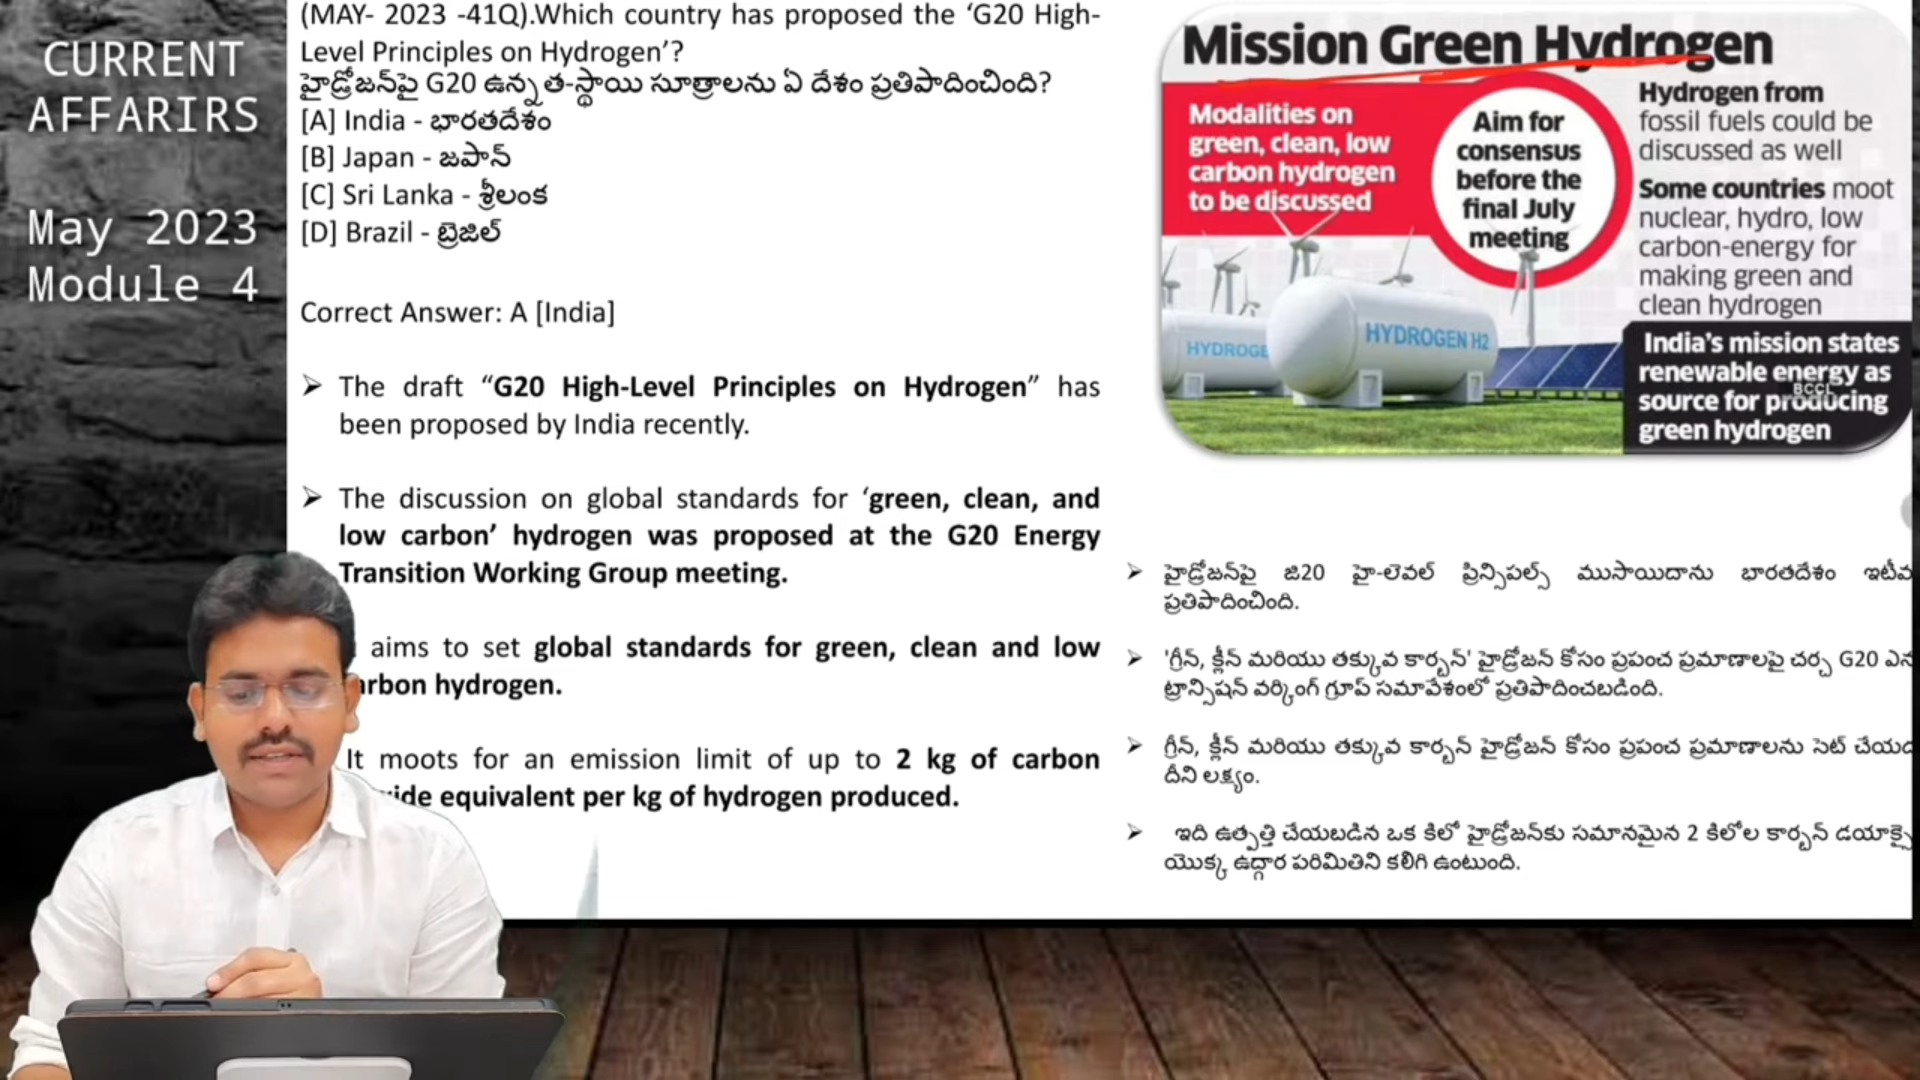 CURRENT
AFFARIRS
May 2023
Module 4
(MAY- 2023 -41Q).Which country has proposed the ‘G20 High-
Level Principles on Hydrogen’?
హైడ్రోజన్‌పై G20 ఉన్నత-స్థాయి సూత్రాలను ఏ దేశం ప్రతిపాదించింది?
[A] India - భారతదేశం
[B] Japan - జపాన్
[C] Sri Lanka - శ్రీలంక
[D] Brazil - బ్రెజిల్
Correct Answer: A [India]
➢ The draft “G20 High-Level Principles on Hydrogen” has
been proposed by India recently.
➢ The discussion on global standards for ‘green, clean, and
low carbon’ hydrogen was proposed at the G20 Energy
Transition Working Group meeting.
aims to set global standards for green, clean and low
rbon hydrogen.
It moots for an emission limit of up to 2 kg of carbon
ide equivalent per kg of hydrogen produced.
Mission Green Hydrogen
Modalities on
green, clean, low
carbon hydrogen
to be discussed
Aim for
consensus
before the
final July
meeting
Hydrogen from
fossil fuels could be
discussed as well
Some countries moot
nuclear, hydro, low
carbon-energy for
making green and
clean hydrogen
India’s mission states
renewable energy as
source for producing
green hydrogen
BCCL
HYDROGE
HYDROGEN H2
➢ హైడ్రోజన్‌పై జి20 హై-లెవల్ ప్రిన్సిపల్స్ ముసాయిదాను భారతదేశం ఇటీవ
ప్రతిపాదించింది.
➢ 'గ్రీన్, క్లీన్ మరియు తక్కువ కార్బన్' హైడ్రోజన్ కోసం ప్రపంచ ప్రమాణాలపై చర్చ G20 ఎన
ట్రాన్సిషన్ వర్కింగ్ గ్రూప్ సమావేశంలో ప్రతిపాదించబడింది.
➢ గ్రీన్, క్లీన్ మరియు తక్కువ కార్బన్ హైడ్రోజన్ కోసం ప్రపంచ ప్రమాణాలను సెట్ చేయడ
దీని లక్ష్యం.
➢ ఇది ఉత్పత్తి చేయబడిన ఒక కిలో హైడ్రోజన్‌కు సమానమైన 2 కిలోల కార్బన్ డయాక్సై
యొక్క ఉద్గార పరిమితిని కలిగి ఉంటుంది.